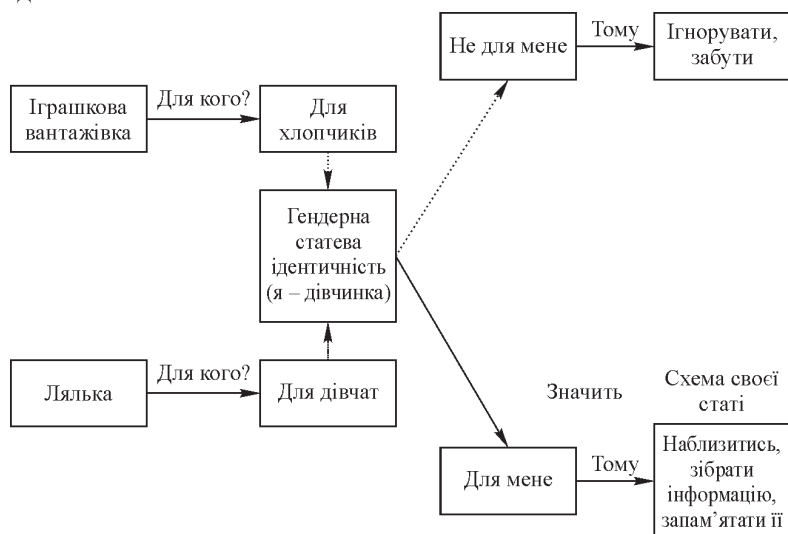 Не для мене
Тому
Ігнорувати,
забути
Іграшкова
вантажівка
Для кого?
Для
хлопчиків
Гендерна
статева
ідентичність
(я – дівчинка)
Лялька
Для кого?
Для дівчат
Значить
Схема своєї
статі
Для мене
Тому
Наблизитись,
зібрати
інформацію,
запам’ятати її